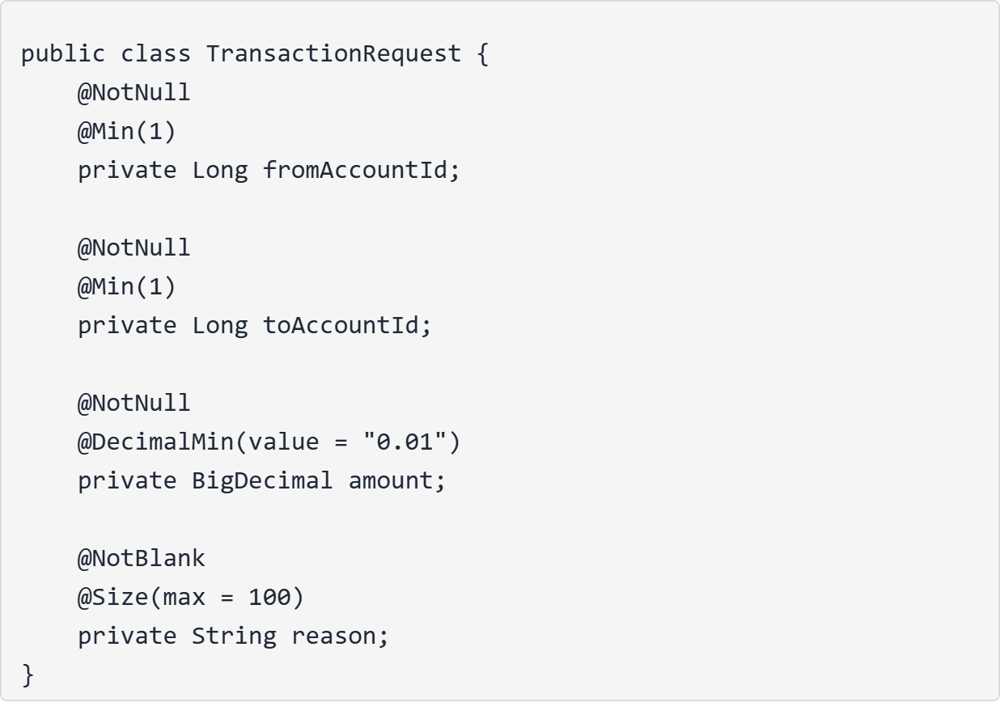 public class TransactionRequest {
    @NotNull
    @Min(1)
    private Long fromAccountId;

    @NotNull
    @Min(1)
    private Long toAccountId;

    @NotNull
    @DecimalMin(value = "0.01")
    private BigDecimal amount;

    @NotBlank
    @Size(max = 100)
    private String reason;
}